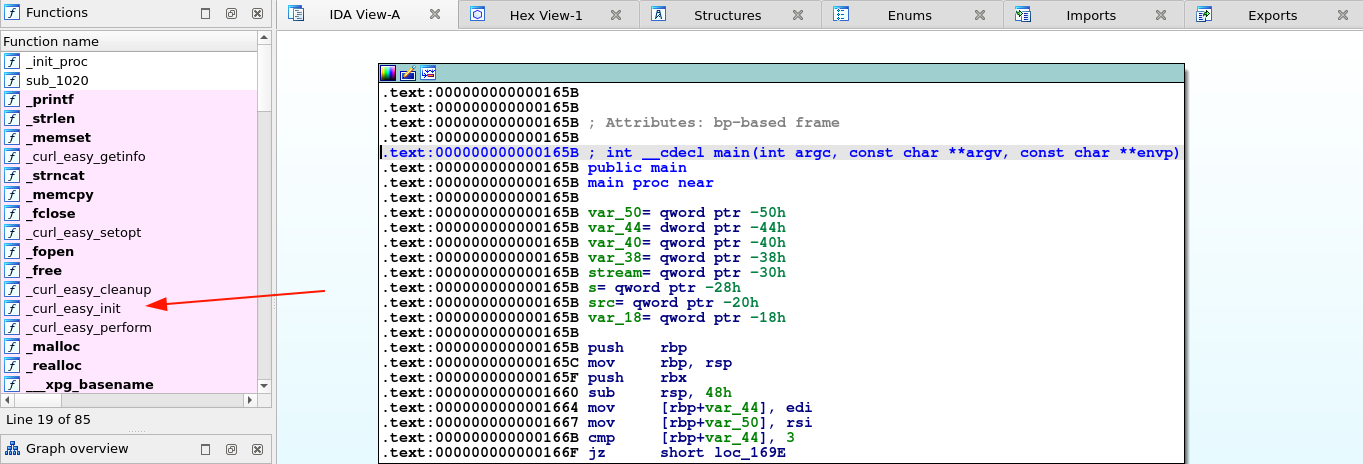 Functions
Function name
_init_proc
sub_1020
_printf
_strlen
_memset
_curl_easy_getinfo
_strncat
_memcpy
_fclose
_curl_easy_setopt
_fopen
_free
_curl_easy_cleanup
_curl_easy_init
_curl_easy_perform
_malloc
_realloc
___xpg_basename
Line 19 of 85
Graph overview
IDA View-A
Hex View-1
Structures
Enums
Imports
Exports
.text:000000000000165B
.text:000000000000165B
.text:000000000000165B ; Attributes: bp-based frame
.text:000000000000165B
.text:000000000000165B ; int __cdecl main(int argc, const char **argv, const char **envp)
.text:000000000000165B public main
.text:000000000000165B main proc near
.text:000000000000165B
.text:000000000000165B var_50= qword ptr -50h
.text:000000000000165B var_44= dword ptr -44h
.text:000000000000165B var_40= qword ptr -40h
.text:000000000000165B var_38= qword ptr -38h
.text:000000000000165B stream= qword ptr -30h
.text:000000000000165B s= qword ptr -28h
.text:000000000000165B src= qword ptr -20h
.text:000000000000165B var_18= qword ptr -18h
.text:000000000000165B
.text:000000000000165B push rbp
.text:000000000000165C mov rbp, rsp
.text:000000000000165F push rbx
.text:0000000000001660 sub rsp, 48h
.text:0000000000001664 mov [rbp+var_44], edi
.text:0000000000001667 mov [rbp+var_50], rsi
.text:000000000000166B cmp [rbp+var_44], 3
.text:000000000000166F jz short loc_169E